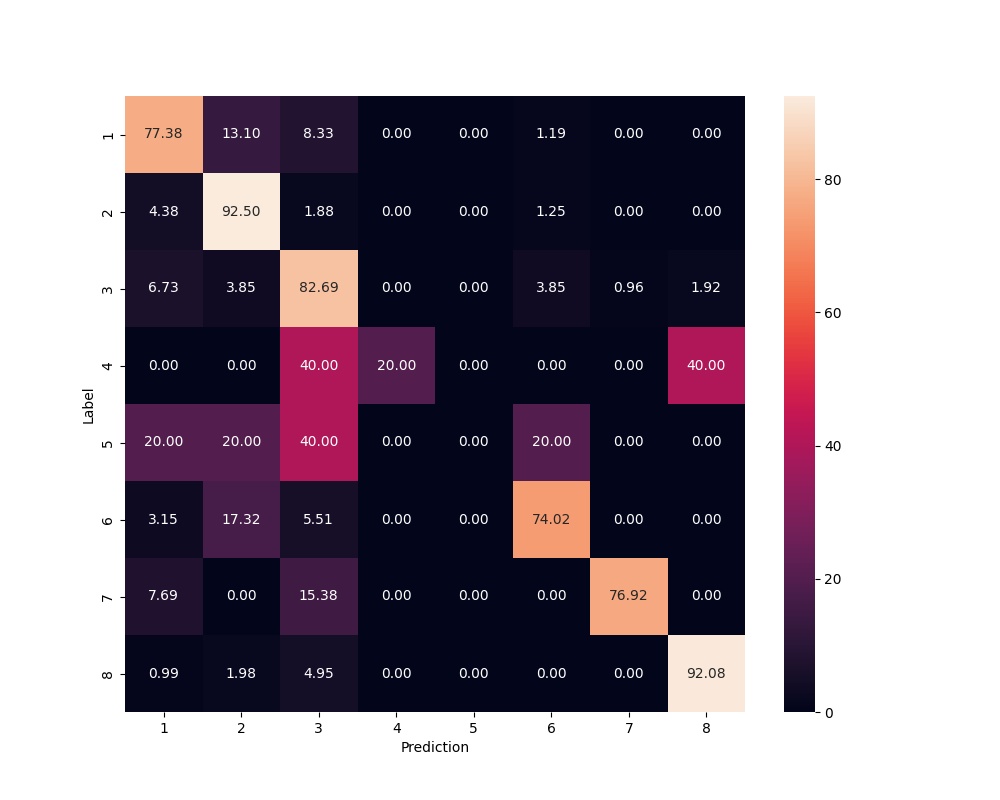 1 77.38 13.10 8.33 0.00 0.00 1.19 0.00 0.00
2 4.38 92.50 1.88 0.00 0.00 1.25 0.00 0.00
3 6.73 3.85 82.69 0.00 0.00 3.85 0.96 1.92
4 0.00 0.00 40.00 20.00 0.00 0.00 0.00 40.00
5 20.00 20.00 40.00 0.00 0.00 20.00 0.00 0.00
6 3.15 17.32 5.51 0.00 0.00 74.02 0.00 0.00
7 7.69 0.00 15.38 0.00 0.00 0.00 76.92 0.00
8 0.99 1.98 4.95 0.00 0.00 0.00 0.00 92.08
1 2 3 4 5 6 7 8
Prediction
Label
80
60
40
20
0